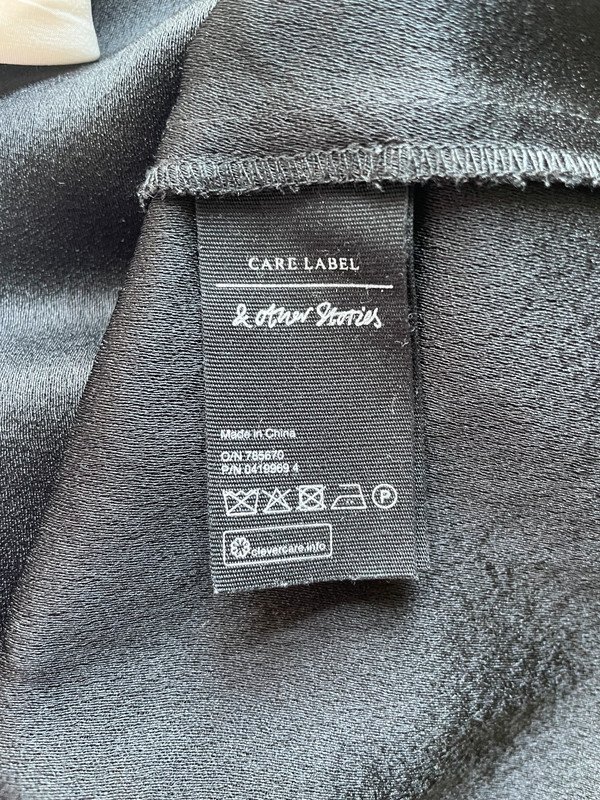 CARE LABEL
& Other Stories
Made in China
O/N 785670
P/N 0419969 4
P
clevercare.info